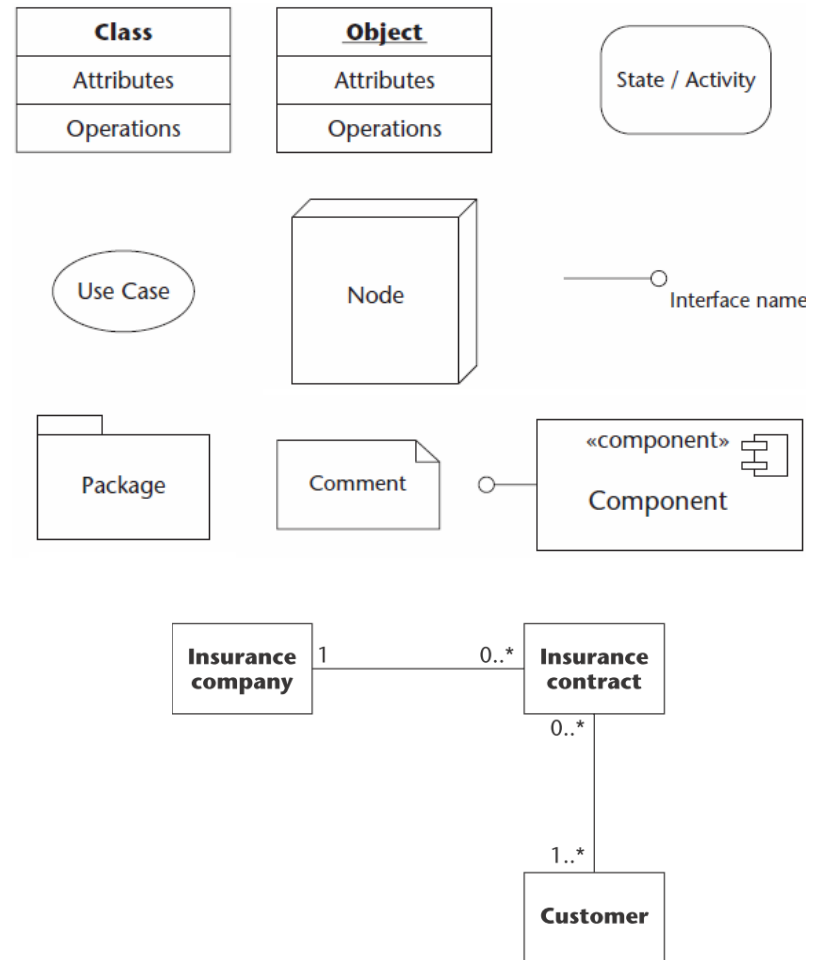 Class
Attributes
Operations
Object
Attributes
Operations
State / Activity
Use Case
Node
Interface name
Package
Comment
«component»
Component
Insurance
company
1
0..*
Insurance
contract
0..*
1..*
Customer